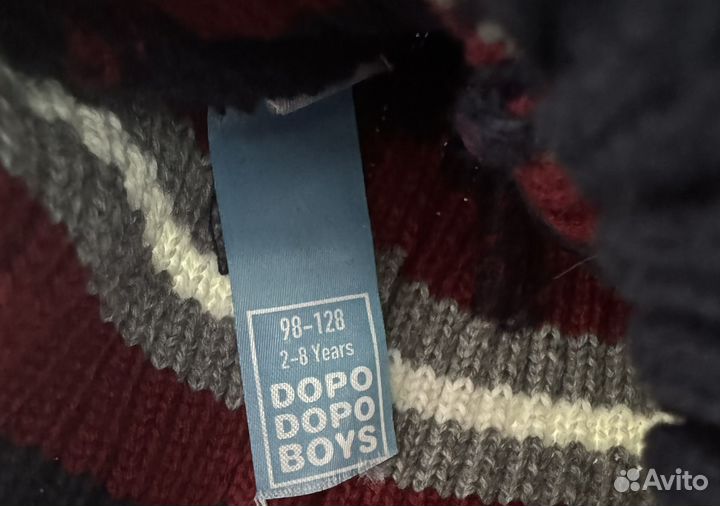 98-128
2-8 Years
DOPO
DOPO
BOYS
Avito